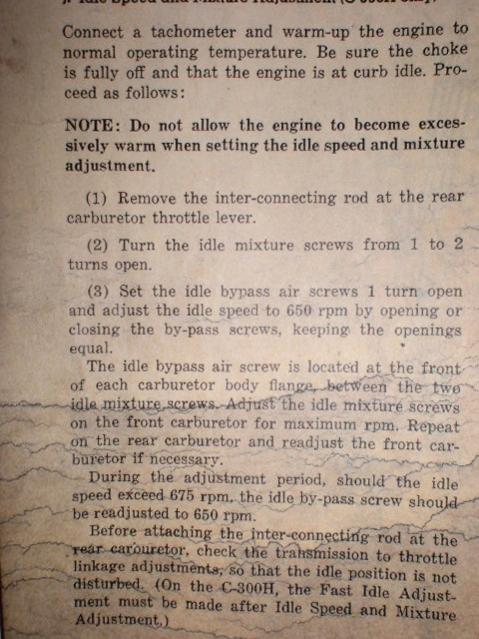 j. Idle Speed and Mixture Adjustment (C-300H only).
Connect a tachometer and warm-up the engine to
normal operating temperature. Be sure the choke
is fully off and that the engine is at curb idle. Pro-
ceed as follows:
NOTE: Do not allow the engine to become exces-
sively warm when setting the idle speed and mixture
adjustment.
(1) Remove the inter-connecting rod at the rear
carburetor throttle lever.
(2) Turn the idle mixture screws from 1 to 2
turns open.
(3) Set the idle bypass air screws 1 turn open
and adjust the idle speed to 650 rpm by opening or
closing the by-pass screws, keeping the openings
equal.
The idle bypass air screw is located at the front
of each carburetor body flange, between the two
idle mixture screws. Adjust the idle mixture screws
on the front carburetor for maximum rpm. Repeat
on the rear carburetor and readjust the front car-
buretor if necessary.
During the adjustment period, should the idle
speed exceed 675 rpm, the idle by-pass screw should
be readjusted to 650 rpm.
Before attaching the inter-connecting rod at the
rear carburetor, check the transmission to throttle
linkage adjustments, so that the idle position is not
disturbed. (On the C-300H, the Fast Idle Adjust-
ment must be made after Idle Speed and Mixture
Adjustment.)